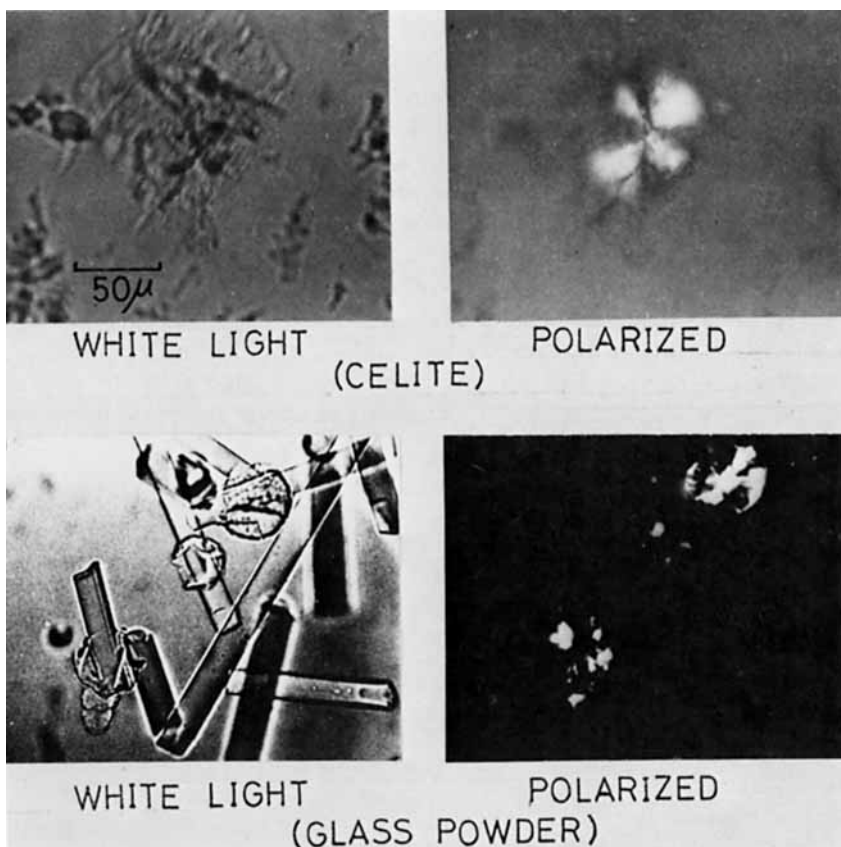 50μ
WHITE LIGHT POLARIZED
(CELITE)
WHITE LIGHT POLARIZED
(GLASS POWDER)